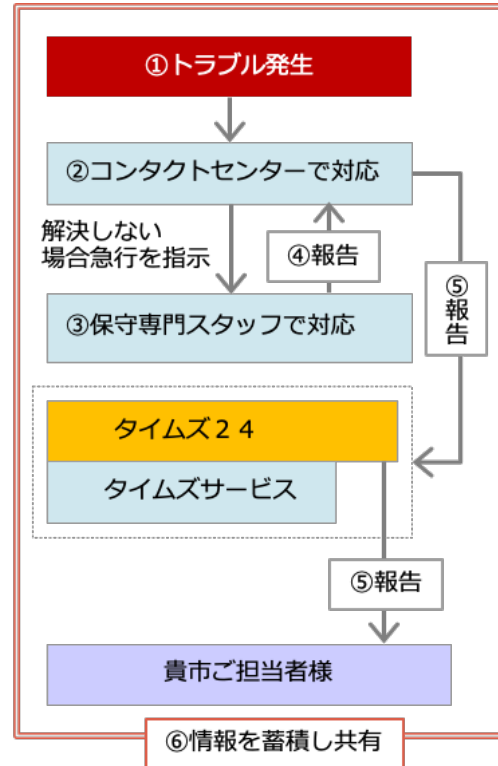 ①トラブル発生
②コンタクトセンターで対応
解決しない
場合急行を指示
④報告
⑤報告
③保守専門スタッフで対応
タイムズ２４
タイムズサービス
⑤報告
貴市ご担当者様
⑥情報を蓄積し共有